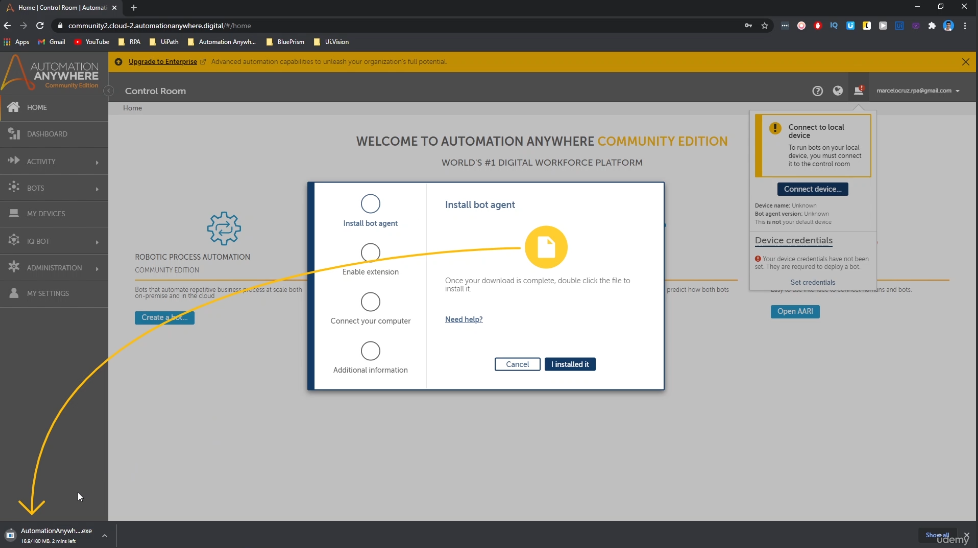 Home | Control Room | Automati
community2.cloud-2.automationanywhere.digital/#/home
Apps
Gmail
YouTube
RPA
UiPath
Automation Anywh...
BluePrism
Ui.Vision
AUTOMATION
ANYWHERE
Community Edition
Upgrade to Enterprise
Advanced automation capabilities to unleash your organization's full potential.
Control Room
marcelocruz.rpa@gmail.com
Home
HOME
DASHBOARD
ACTIVITY
BOTS
MY DEVICES
IQ BOT
ADMINISTRATION
MY SETTINGS
WELCOME TO AUTOMATION ANYWHERE COMMUNITY EDITION
WORLD'S #1 DIGITAL WORKFORCE PLATFORM
ROBOTIC PROCESS AUTOMATION
COMMUNITY EDITION
Bots that automate repetitive business process at scale both
on-premise and in the cloud
Create a bot...
Install bot agent
Enable extension
Connect your computer
Additional information
Install bot agent
Once your download is complete, double click the file to
install it
Need help?
Cancel
I installed it
Connect to local
device
To run bots on your local
device, you must connect
it to the control room.
Connect device...
Device name: Unknown
Bot agent version: Unknown
This is not your default device
Device credentials
Your device credentials have not been
set. They are required to deploy a bot.
Set credentials
predict how both bots
Open AARI
AutomationAnywh....exe
MB, 2 mins left
Show all
udemy